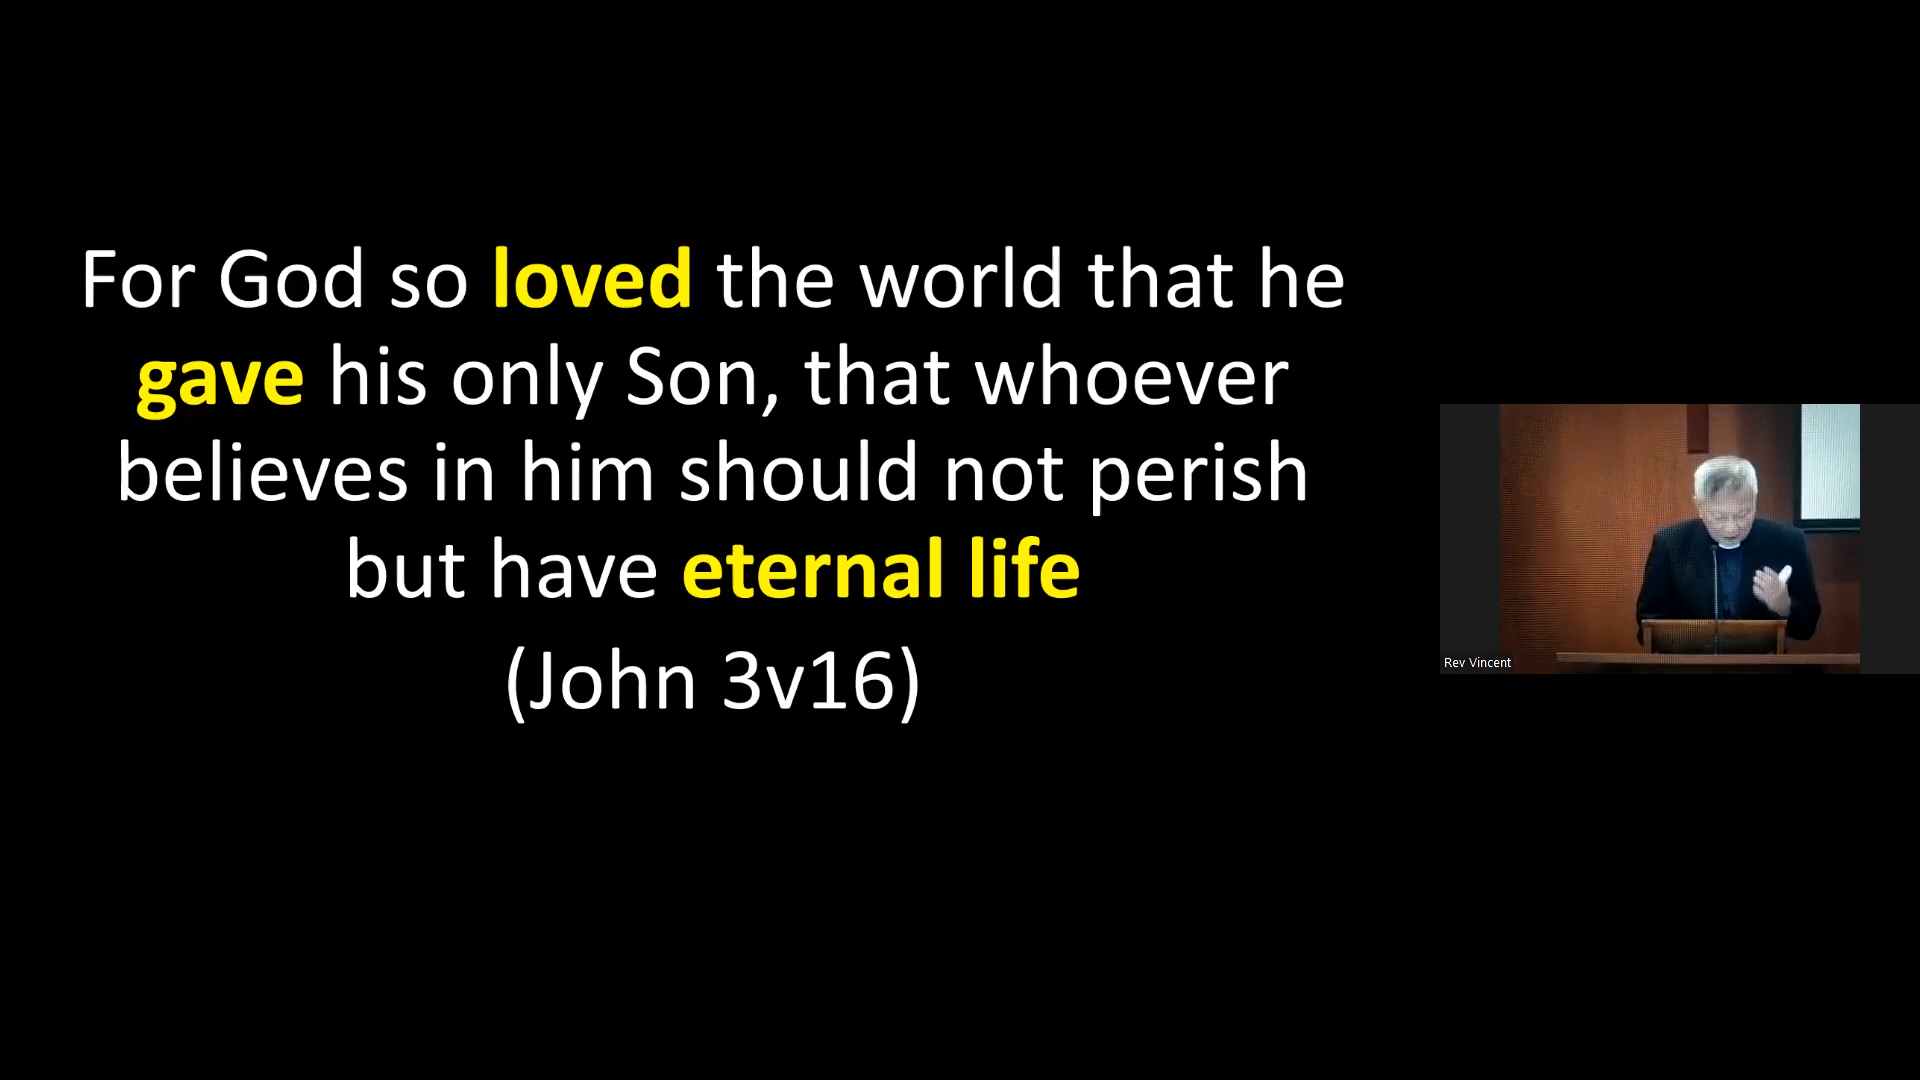 For God so loved the world that he
gave his only Son, that whoever
believes in him should not perish
but have eternal life
(John 3v16)
Rev Vincent